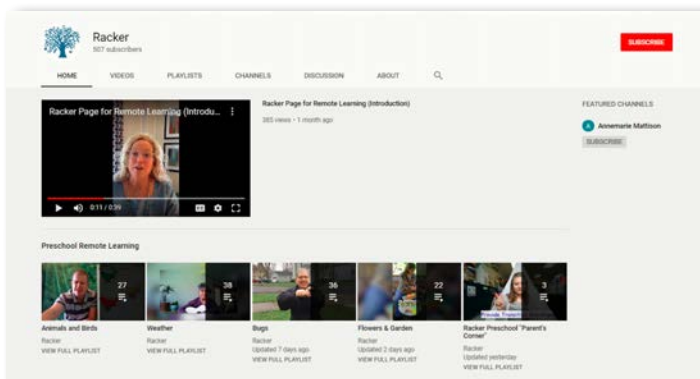 Racker
507 subscribers
SUBSCRIBE
HOME VIDEOS PLAYLISTS CHANNELS DISCUSSION ABOUT
Racker Page for Remote Learning (Introdu...
0:11 / 0:39
Racker Page for Remote Learning (Introduction)
385 views • 1 month ago
FEATURED CHANNELS
A Annemarie Mattison
SUBSCRIBE
Preschool Remote Learning
27
38
36
22
3
Animals and Birds
Racker
VIEW FULL PLAYLIST
Weather
Racker
VIEW FULL PLAYLIST
Bugs
Racker
Updated 7 days ago
VIEW FULL PLAYLIST
Flowers & Garden
Racker
Updated 2 days ago
VIEW FULL PLAYLIST
Racker Preschool "Parent's
Corner"
Racker
Updated yesterday
VIEW FULL PLAYLIST